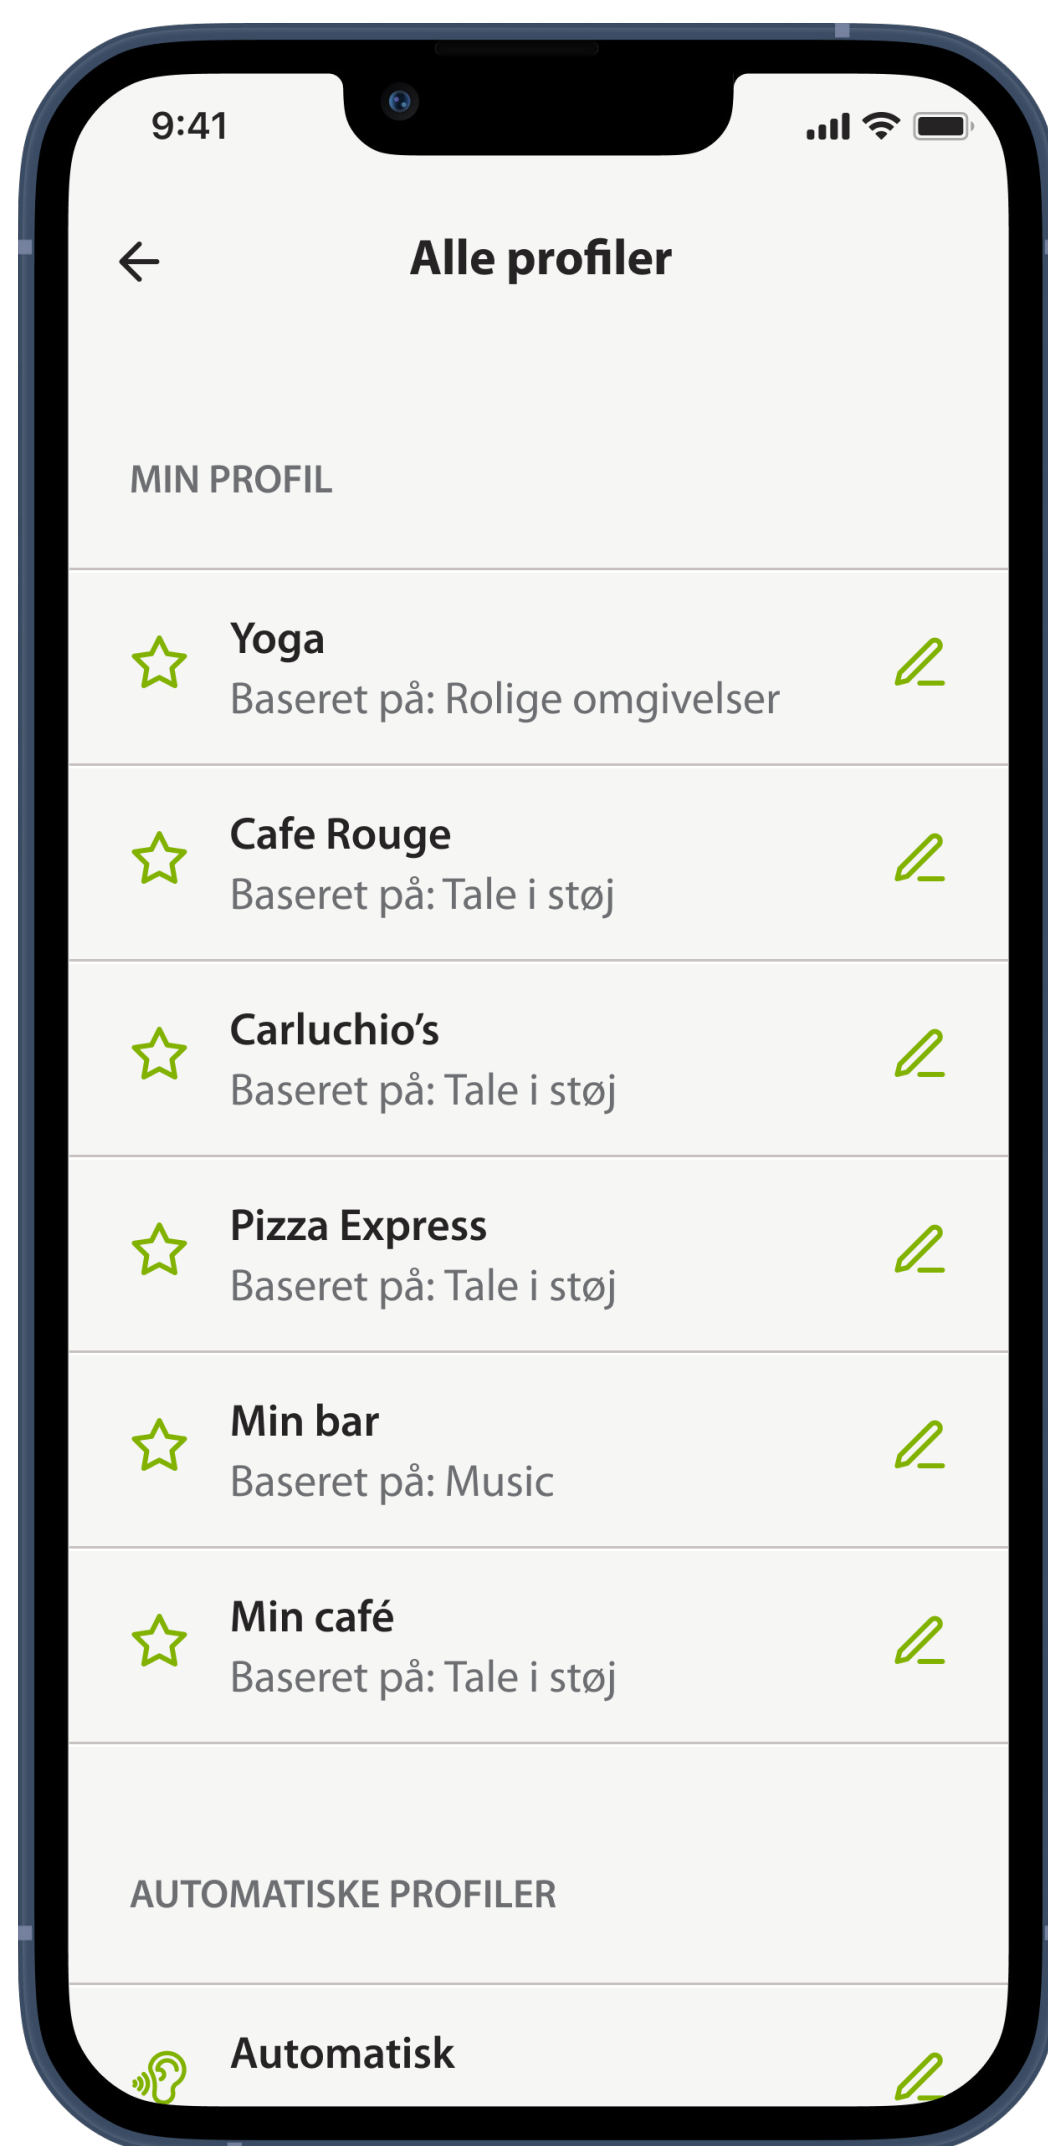 9:41
Alle profiler
MIN PROFIL
Yoga
Baseret på: Rolige omgivelser
Cafe Rouge
Baseret på: Tale i støj
Carluchio’s
Baseret på: Tale i støj
Pizza Express
Baseret på: Tale i støj
Min bar
Baseret på: Music
Min café
Baseret på: Tale i støj
AUTOMATISKE PROFILER
Automatisk